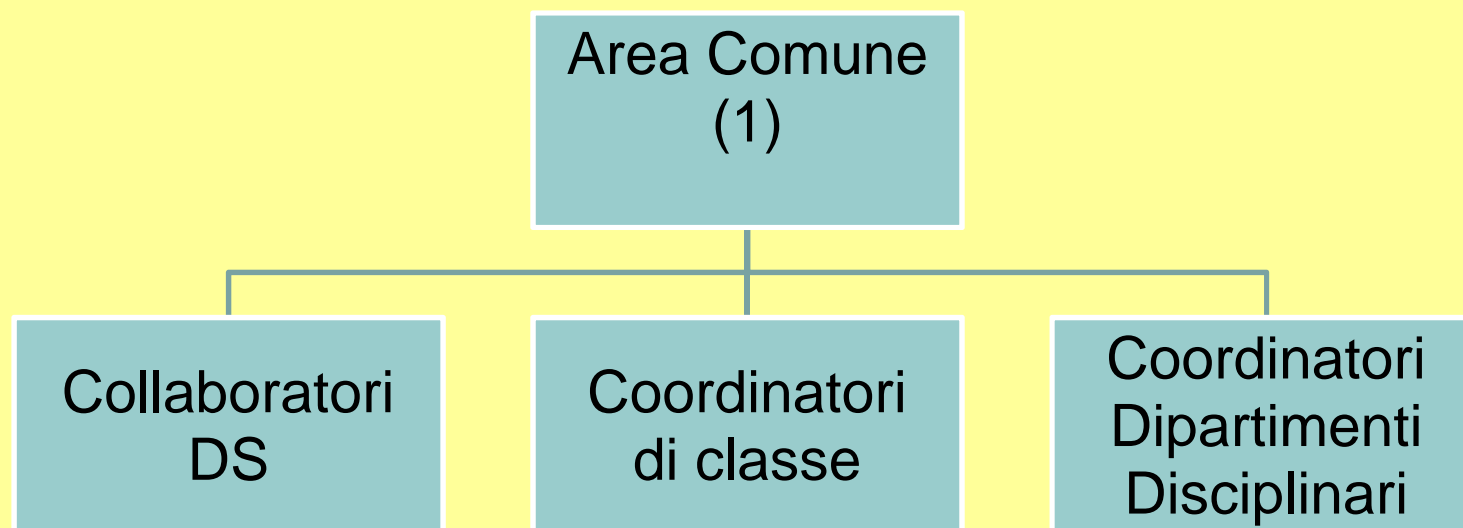 Area Comune
(1)
Collaboratori
DS
Coordinatori
di classe
Coordinatori
Dipartimenti
Disciplinari